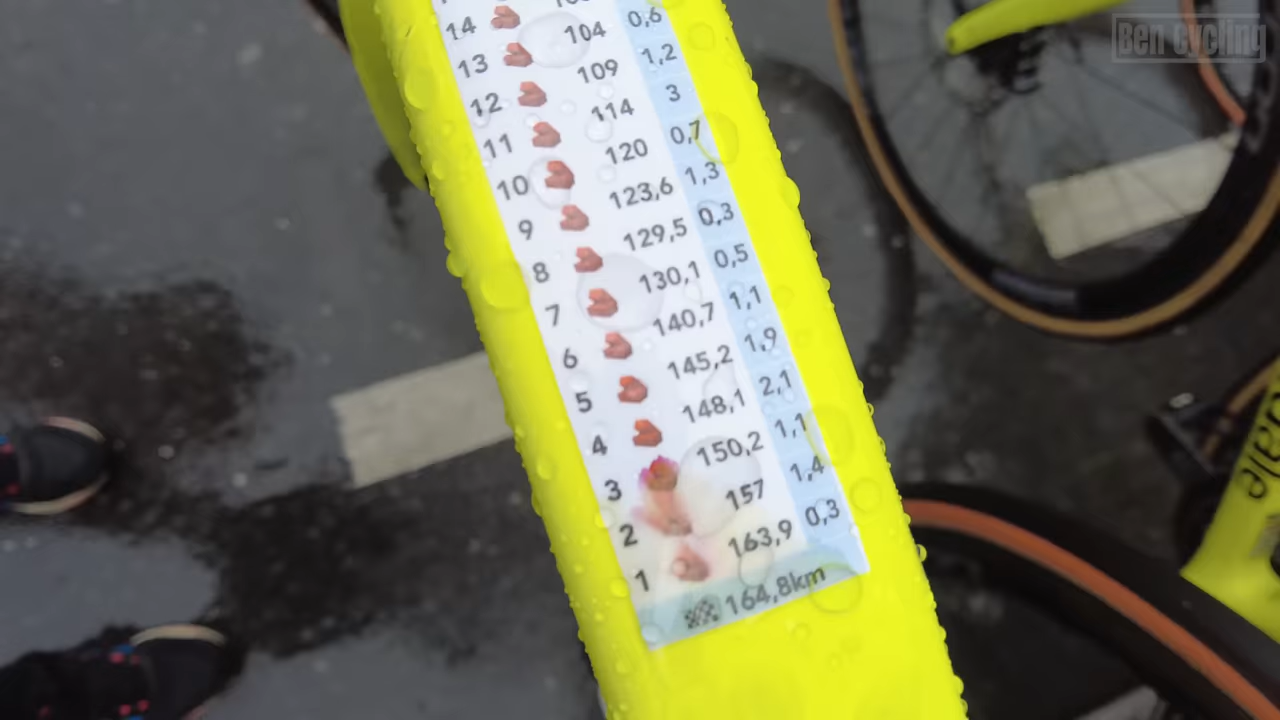 14
13 104 0,6
12 109 1,2
11 114 3
10 120 0,7
9 123,6 1,3
8 129,5 0,3
7 130,1 0,5
6 140,7 1,1
5 145,2 1,9
4 148,1 2,1
3 150,2 1,1
2 157 1,4
1 163,9 0,3
164,8km
Ben cycling